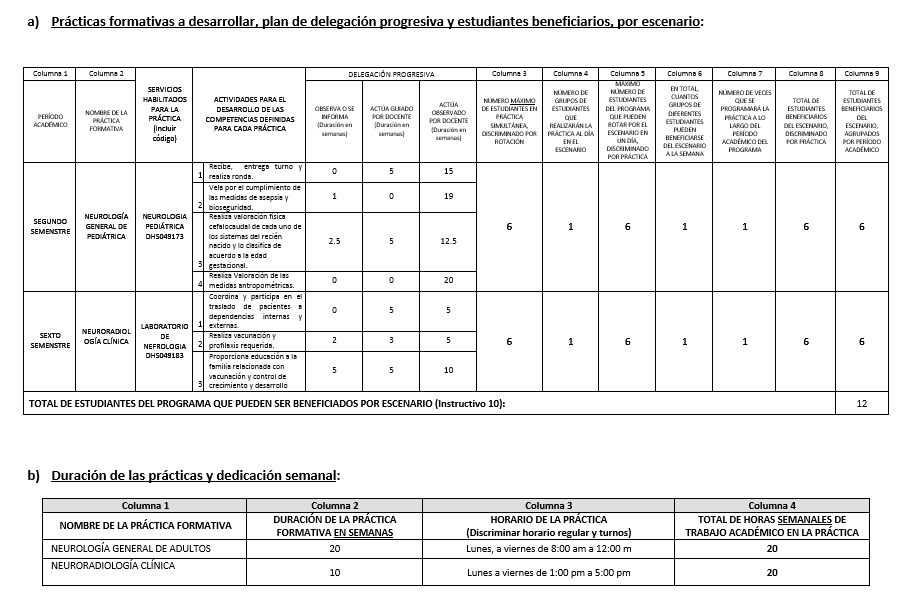 a) Prácticas formativas a desarrollar, plan de delegación progresiva y estudiantes beneficiarios, por escenario:
Columna 1
Columna 2
SERVICIOS
HABILITADOS
PARA LA
PRÁCTICA
(Incluir
código)
ACTIVIDADES PARA EL
DESARROLLO DE LAS
COMPETENCIAS DEFINIDAS
PARA CADA PRÁCTICA
DELEGACIÓN PROGRESIVA
Columna 3
Columna 4
Columna 5
Columna 6
Columna 7
Columna 8
Columna 9
PERÍODO
ACADÉMICO
NOMBRE DE LA
PRÁCTICA
FORMATIVA
OBSERVA O SE
INFORMA
(Duración en
semanas)
ACTÚA GUIADO
POR DOCENTE
(Duración en
semanas)
ACTÚA
OBSERVADO
POR DOCENTE
(Duración en
semanas)
NÚMERO MÁXIMO
DE ESTUDIANTES EN
PRÁCTICA
SIMULTÁNEA,
DISCRIMINADO POR
ROTACIÓN
NÚMERO DE
GRUPOS DE
ESTUDIANTES
QUE
REALIZARÁN LA
PRÁCTICA AL DÍA
EN EL
ESCENARIO
MÁXIMO
NÚMERO DE
ESTUDIANTES
DEL PROGRAMA
QUE PUEDEN
ROTAR POR EL
ESCENARIO EN
UN DÍA,
DISCRIMINADO
POR PRÁCTICA
EN TOTAL,
CUANTOS
GRUPOS DE
DIFERENTES
ESTUDIANTES
PUEDEN
BENEFICIARSE
DEL ESCENARIO
A LA SEMANA
NÚMERO DE VECES
QUE SE
PROGRAMARÁ LA
PRÁCTICA A LO
LARGO DEL
PERÍODO
ACADÉMICO DEL
PROGRAMA
TOTAL DE
ESTUDIANTES
BENEFICIARIOS
DEL ESCENARIO,
DISCRIMINADO
POR PRÁCTICA
TOTAL DE
ESTUDIANTES
BENEFICIARIOS
DEL
ESCENARIO,
AGRUPADOS
POR PERÍODO
ACADÉMICO
SEGUNDO
SEMENSTRE
NEUROLOGÍA
GENERAL DE
PEDIÁTRICA
NEUROLOGIA
PEDIÁTRICA
DHS049173
1 Recibe, entrega turno y
realiza ronda.
0 5 15
2 Vela por el cumplimiento de
las medidas de asepsia y
bioseguridad.
1 0 19
3 Realiza valoración física
cefalocaudal de cada uno de
los sistemas del recién
nacido y lo clasifica de
acuerdo a la edad
gestacional.
2.5 5 12.5
4 Realiza Valoración de las
medidas antropométricas.
0 0 20
6 1 6 1 1 6 6
SEXTO
SEMENSTRE
NEURORADIOL
OGÍA CLÍNICA
LABORATORIO
DE
NEFROLOGIA
DHS049183
1 Coordina y participa en el
traslado de pacientes a
dependencias internas y
externas.
0 5 5
2 Realiza vacunación y
profilaxis requerida.
2 3 5
3 Proporciona educación a la
familia relacionada con
vacunación y control de
crecimiento y desarrollo
5 5 10
6 1 6 1 1 6 6
TOTAL DE ESTUDIANTES DEL PROGRAMA QUE PUEDEN SER BENEFICIADOS POR ESCENARIO (Instructivo 10): 12
b) Duración de las prácticas y dedicación semanal:
Columna 1 Columna 2 Columna 3 Columna 4
NOMBRE DE LA PRÁCTICA FORMATIVA
DURACIÓN DE LA PRÁCTICA
FORMATIVA EN SEMANAS
HORARIO DE LA PRÁCTICA
(Discriminar horario regular y turnos)
TOTAL DE HORAS SEMANALES DE
TRABAJO ACADÉMICO EN LA PRÁCTICA
NEUROLOGÍA GENERAL DE ADULTOS 20 Lunes, a viernes de 8:00 am a 12:00 m 20
NEURORADIOLOGÍA CLÍNICA 10 Lunes a viernes de 1:00 pm a 5:00 pm 20